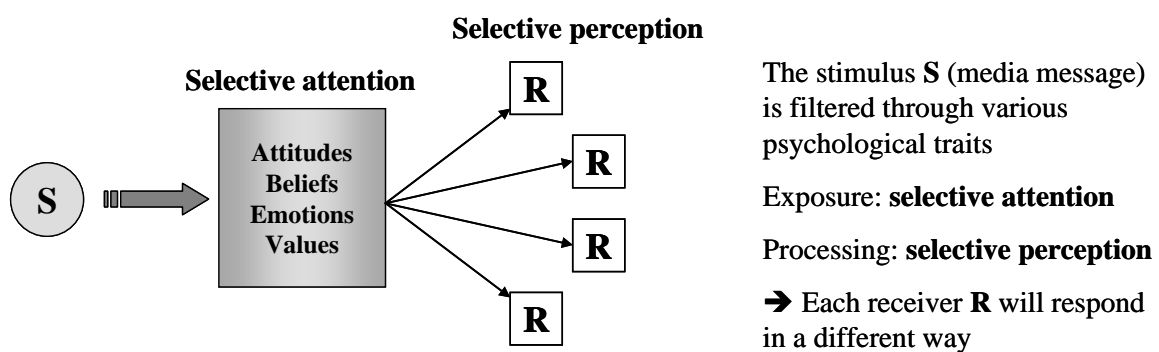 Selective perception
Selective attention
S
Attitudes
Beliefs
Emotions
Values
R
R
R
R
The stimulus S (media message)
is filtered through various
psychological traits
Exposure: selective attention
Processing: selective perception
➔ Each receiver R will respond
in a different way